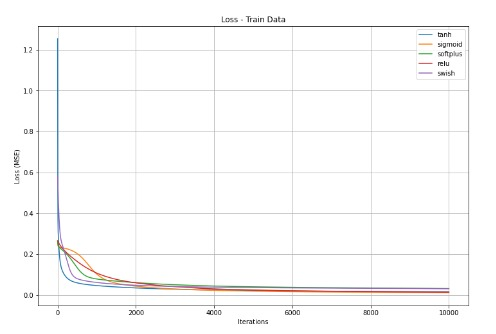 Loss - Train Data
tanh
sigmoid
softplus
relu
swish
Loss (MSE)
1.2
1.0
0.8
0.6
0.4
0.2
0.0
0
2000
4000
6000
8000
10000
Iterations